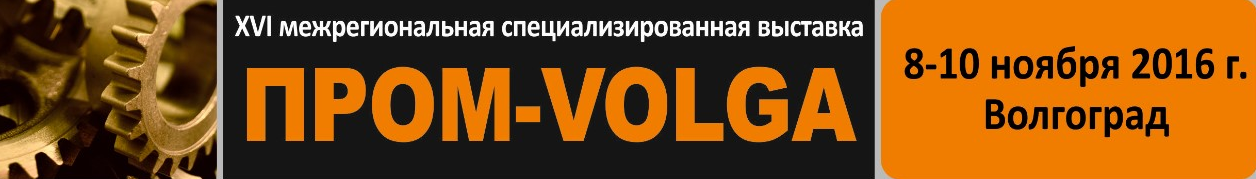 XVI межрегиональная специализированная выставка
ПРОМ-VOLGA
8-10 ноября 2016 г.
Волгоград